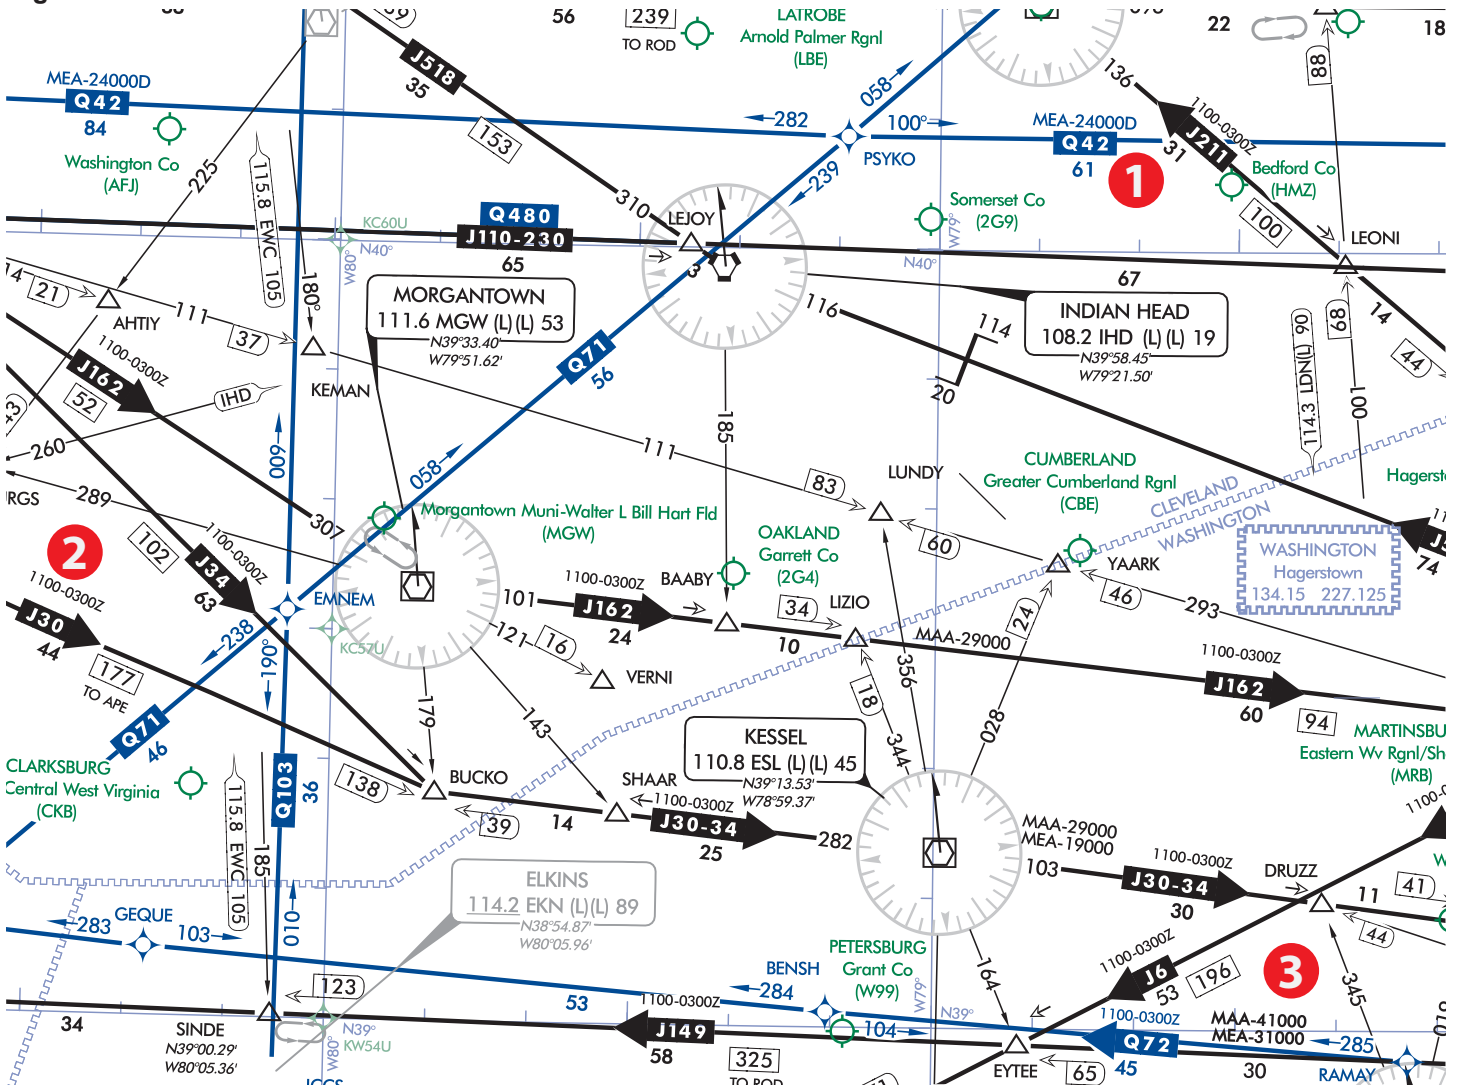 56
239
TO ROD
LATROBE
Arnold Palmer Rgnl
(LBE)
22
18
88
MEA-24000D
Q42
84
Washington Co
(AFJ)
225
J518
35
153
310
058
282
100°
PSYKO
239
MEA-24000D
Q42
61
1
136
1100-0300Z
J211
31
Bedford Co
(HMZ)
100
LEONI
Somerset Co
(2G9)
W79°
N40°
67
115.8 EWC 105
180°
KC60U
N40°
W80°
Q480
J110-230
65
LEJOY
3
14
21
AHTIY
111
37
KEMAN
MORGANTOWN
111.6 MGW (L)(L) 53
N39°33.40'
W79°51.62'
INDIAN HEAD
108.2 IHD (L)(L) 19
N39°58.45'
W79°21.50'
116
114
20
14
44
68
114.3 LDN(L) 90
001
1100-0300Z
J162
52
43
IHD
260
289
Q71
56
185
111
009
058
307
83
LUNDY
60
CUMBERLAND
Greater Cumberland Rgnl
(CBE)
CLEVELAND
WASHINGTON
Hagerst
WASHINGTON
Hagerstown
134.15 227.125
74
YAARK
46
293
Morgantown Muni-Walter L Bill Hart Fld
(MGW)
OAKLAND
Garrett Co
(2G4)
URGS
2
102
1100-0300Z
J34
63
1100-0300Z
J30
44
177
TO APE
EMNEM
KC57U
238
190°
101
1100-0300Z
J162
24
BAABY
34
LIZIO
10
MAA-29000
24
121
16
VERNI
1100-0300Z
J162
60
94
MARTINSBU
Eastern Wv Rgnl/Sh
(MRB)
Q71
46
179
143
18
356
344
028
KESSEL
110.8 ESL (L)(L) 45
N39°13.53'
W78°59.37'
CLARKSBURG
Central West Virginia
(CKB)
Q103
36
138
BUCKO
39
14
SHAAR
1100-0300Z
J30-34
25
282
MAA-29000
MEA-19000
103
1100-0300Z
J30-34
30
DRUZZ
11
41
44
115.8 EWC 105
185
010
ELKINS
114.2 EKN (L)(L) 89
N38°54.87'
W80°05.96'
GEQUE
283
103
BENSH
284
PETERSBURG
Grant Co
(W99)
104
W79°
N39°
164
1100-0300Z
J6
53
196
3
345
34
SINDE
N39°00.29'
W80°05.36'
123
N39°
KW54U
W80°
53
1100-0300Z
J149
58
325
TO ROD
EYTEE
65
1100-0300Z
Q72
45
MAA-41000
MEA-31000
285
30
RAMAY
010